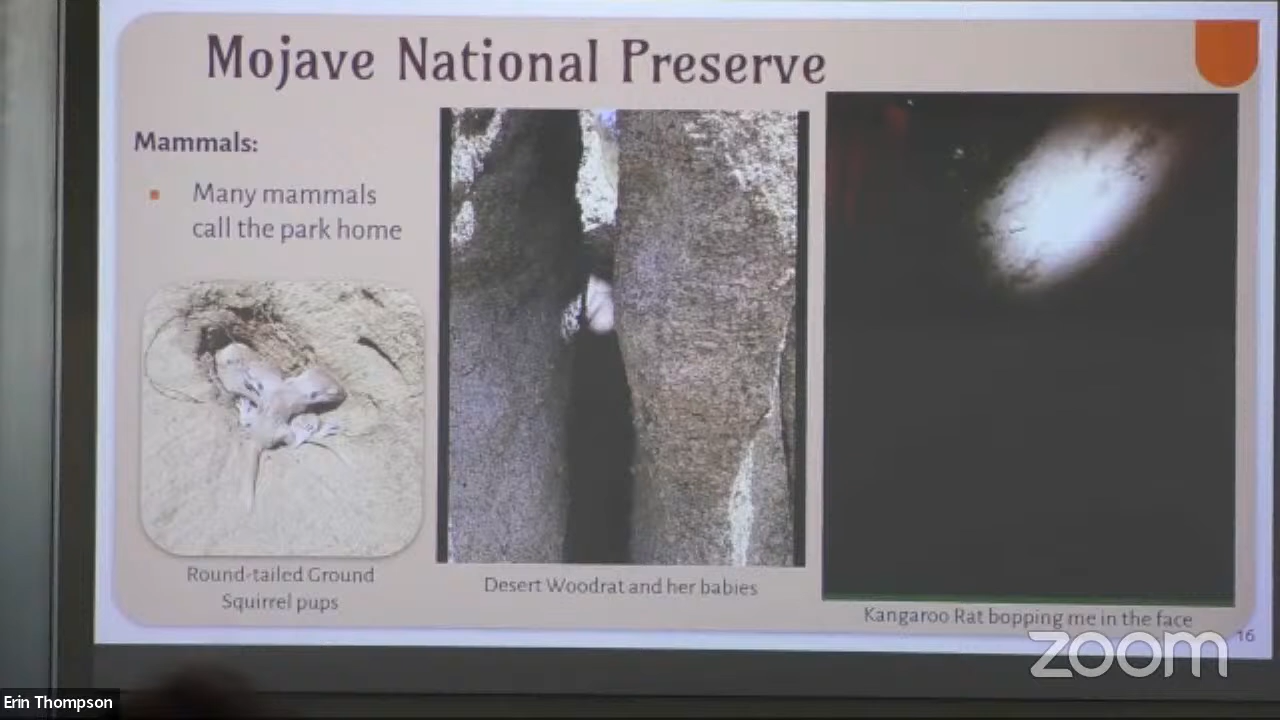 Mojave National Preserve
Mammals:
Many mammals
call the park home
Round-tailed Ground
Squirrel pups
Desert Woodrat and her babies
Kangaroo Rat bopping me in the face
16
zoom
Erin Thompson